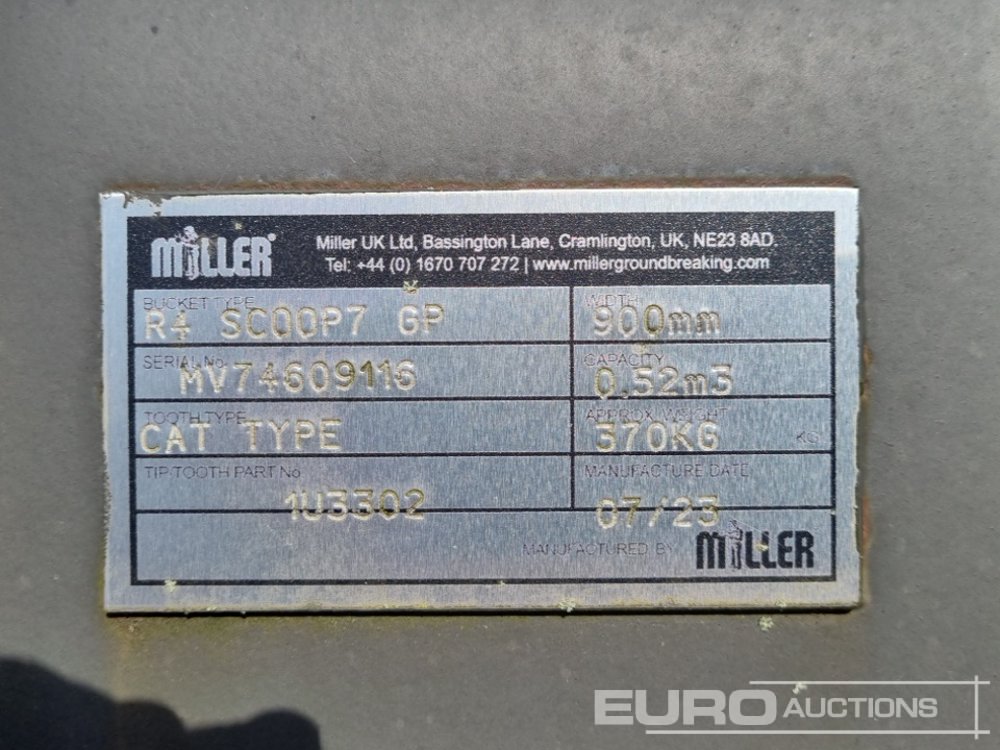 MILLER®
Miller UK Ltd, Bassington Lane, Cramlington, UK, NE23 8AD.
Tel: +44 (0) 1670 707 272 | www.millergroundbreaking.com
BUCKET TYPE
R4 SCOOP7 GP
WIDTH
900mm
SERIAL No.
MV74609116
CAPACITY
0.52m3
TOOTH TYPE
CAT TYPE
APPROX WEIGHT
370KG KG
TIP/TOOTH PART No.
1U3302
MANUFACTURE DATE
07/23
MANUFACTURED BY MILLER
EURO AUCTIONS